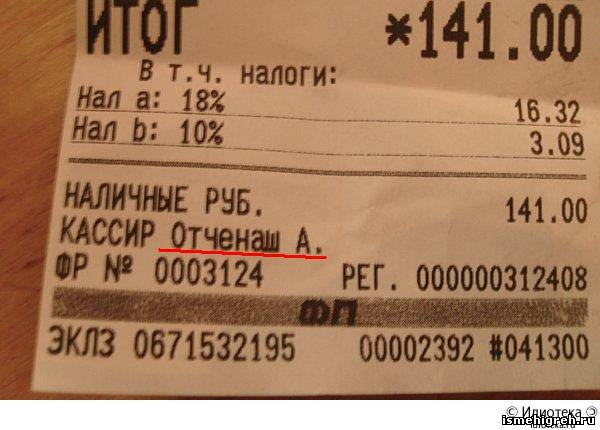 ИТОГ *141.00
В т.ч. налоги:
Нал a: 18% 16.32
Нал b: 10% 3.09
НАЛИЧНЫЕ РУБ. 141.00
КАССИР Отченаш А.
ФР № 0003124 РЕГ. 000000312408
ФП
ЭКЛЗ 0671532195 00002392 #041300
© Идиотека
ismehigreh.ru